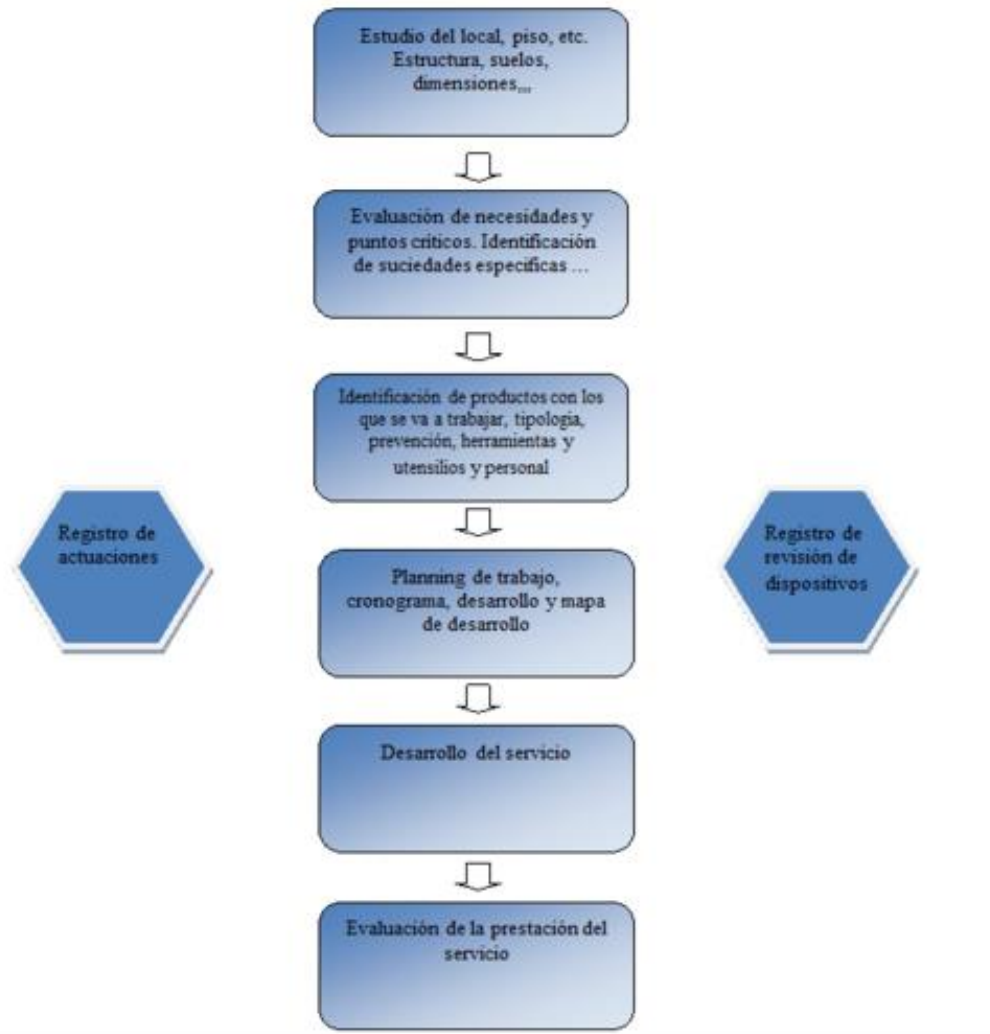 Estudio del local, piso, etc.
Estructura, suelos,
dimensiones,,,
Evaluación de necesidades y
puntos críticos. Identificación
de suciedades especificas ...
Identificación de productos con los
que se va a trabajar, tipología,
prevención, herramientas y
utensilios y personal
Registro de
actuaciones
Registro de
revisión de
dispositivos
Planning de trabajo,
cronograma, desarrollo y mapa
de desarrollo
Desarrollo del servicio
Evaluación de la prestación del
servicio